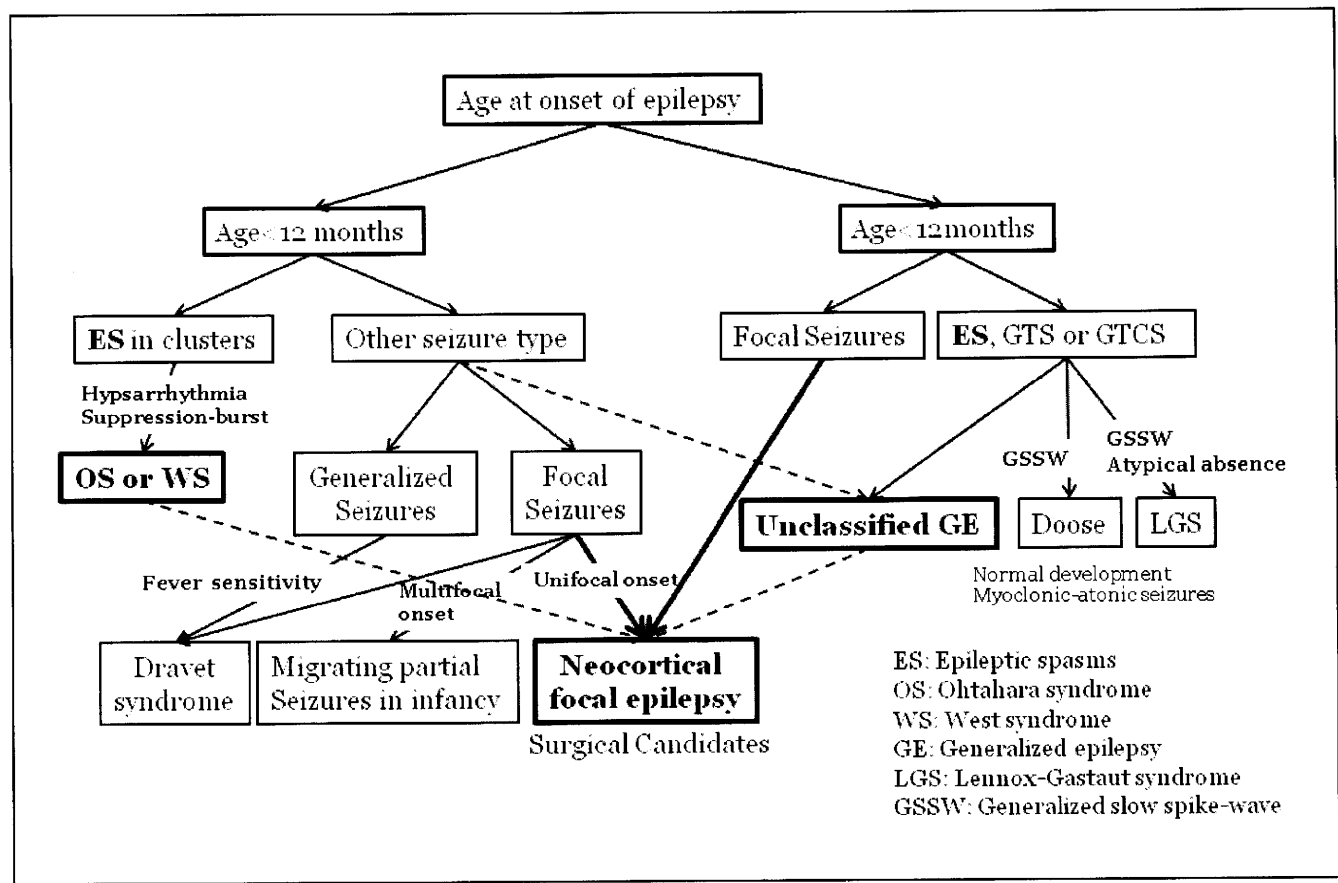 Age at onset of epilepsy
Age< 12 months
Age< 12months
ES in clusters
Other seizure type
Focal Seizures
ES, GTS or GTCS
Hypsarrhythmia
Suppression-burst
GSSW
GSSW
Atypical absence
OS or WS
Generalized
Seizures
Focal
Seizures
Unclassified GE
Doose
LGS
Normal development
Myoclonic-atonic seizures
Fever sensitivity
Multifocal
onset
Unifocal onset
Dravet
syndrome
Migrating partial
Seizures in infancy
Neocortical
focal epilepsy
Surgical Candidates
ES: Epileptic spasms
OS: Ohtahara syndrome
WS: West syndrome
GE: Generalized epilepsy
LGS: Lennox-Gastaut syndrome
GSSW: Generalized slow spike-wave